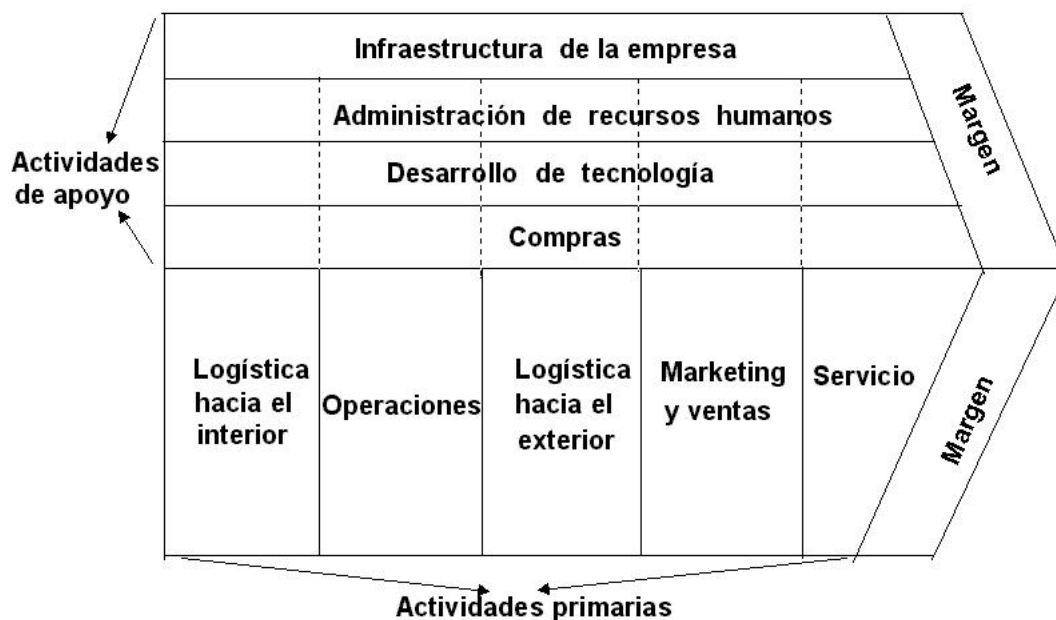 Infraestructura de la empresa
Administración de recursos humanos
Desarrollo de tecnología
Compras
Actividades
de apoyo
Margen
Logística
hacia el
interior
Operaciones
Logística
hacia el
exterior
Marketing
y ventas
Servicio
Margen
Actividades primarias